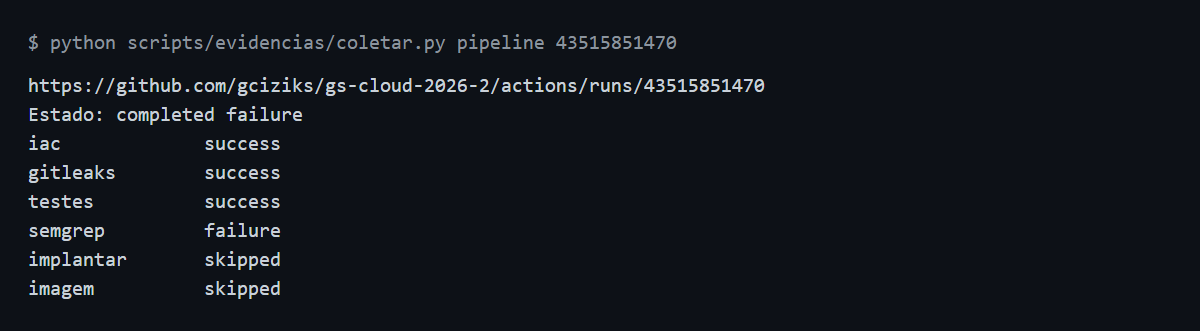 $ python scripts/evidencias/coletar.py pipeline 43515851470
https://github.com/gciziks/gs-cloud-2026-2/actions/runs/43515851470
Estado: completed failure
iac success
gitleaks success
testes success
semgrep failure
implantar skipped
imagem skipped